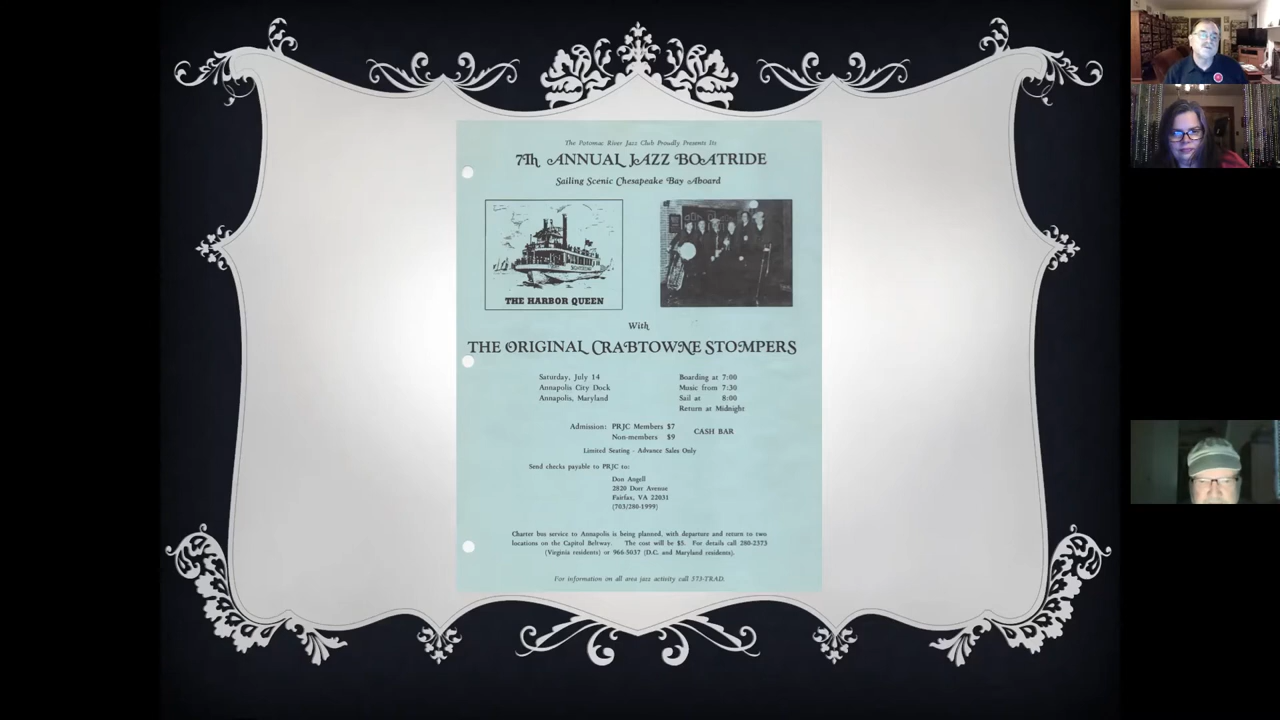 The Potomac River Jazz Club Proudly Presents Its
7Th ANNUAL JAZZ BOATRIDE
Sailing Scenic Chesapeake Bay Aboard
THE HARBOR QUEEN
With
THE ORIGINAL CRABTOWNE STOMPERS
Saturday, July 14
Annapolis City Dock
Annapolis, Maryland
Boarding at 7:00
Music from 7:30
Sail at 8:00
Return at Midnight
Admission: PRJC Members $7
Non-members $9
CASH BAR
Limited Seating - Advance Sales Only
Send checks payable to PRJC to:
Don Angell
2820 Dorr Avenue
Fairfax, VA 22031
(703/280-1999)
Charter bus service to Annapolis is being planned, with departure and return to two
locations on the Capitol Beltway. The cost will be $5. For details call 280-2373
(Virginia residents) or 966-5037 (D.C. and Maryland residents).
For information on all area jazz activity call 573-TRAD.